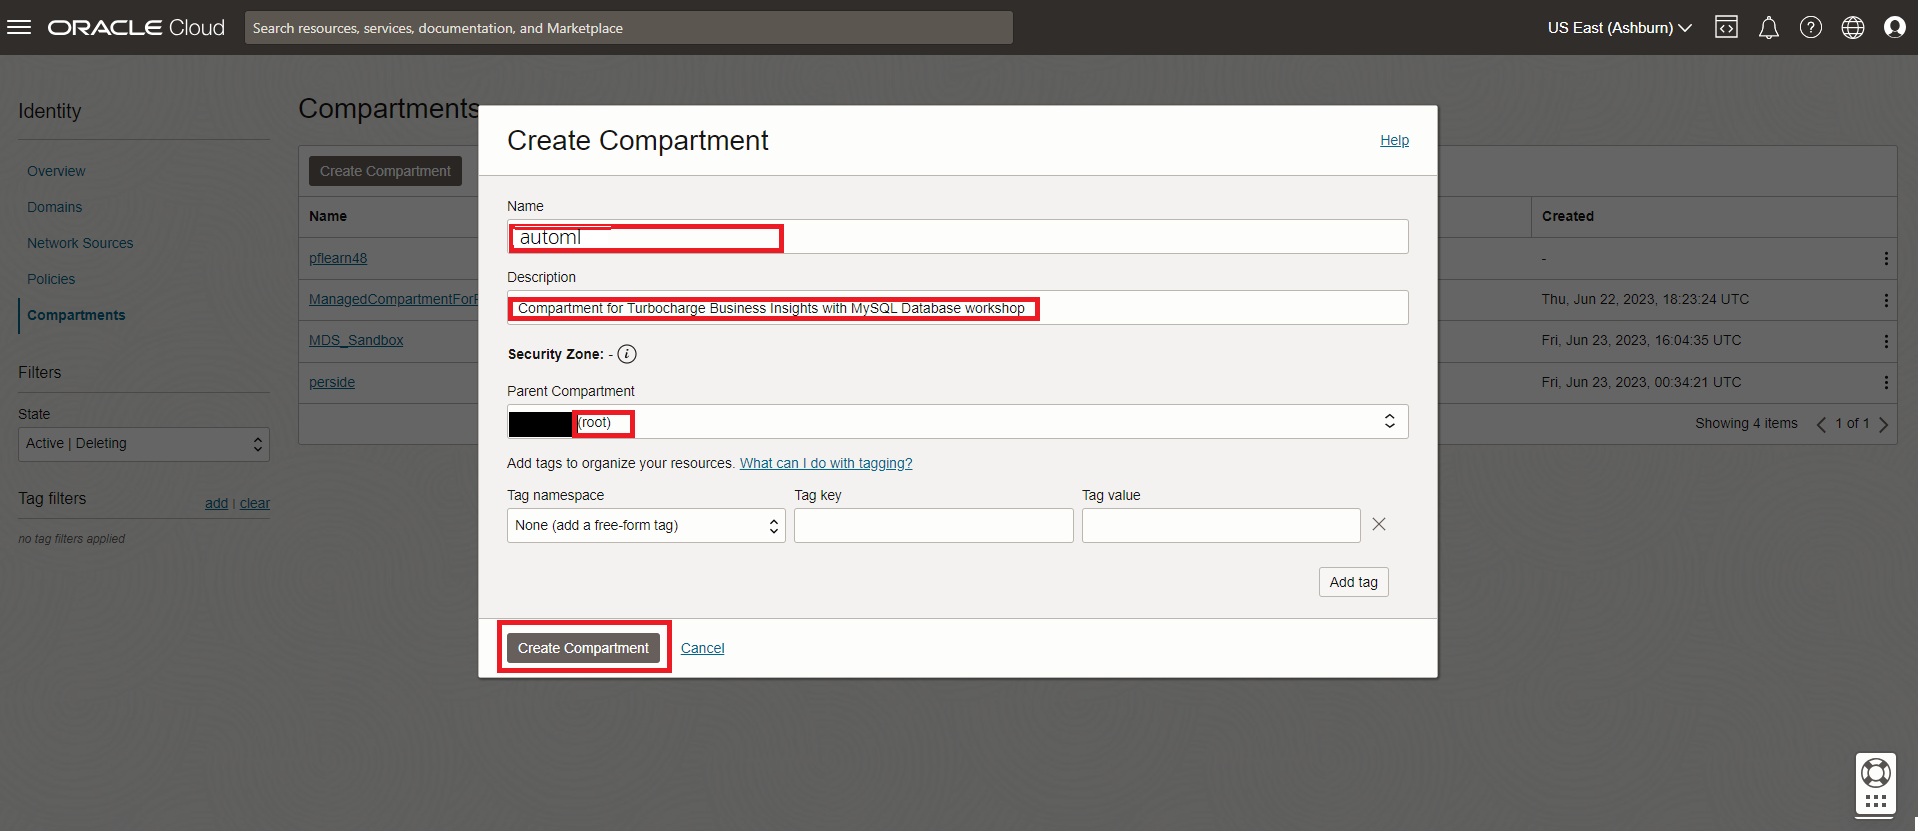 ORACLE Cloud
Search resources, services, documentation, and Marketplace
US East (Ashburn)
Identity
Overview
Domains
Network Sources
Policies
Compartments
Filters
State
Active | Deleting
Tag filters
add | clear
no tag filters applied
Compartments
Create Compartment
Name
Created
pflearn48
-
ManagedCompartmentForP
Thu, Jun 22, 2023, 18:23:24 UTC
MDS_Sandbox
Fri, Jun 23, 2023, 16:04:35 UTC
perside
Fri, Jun 23, 2023, 00:34:21 UTC
Showing 4 items
1 of 1
Create Compartment
Help
Name
automl
Description
Compartment for Turbocharge Business Insights with MySQL Database workshop
Security Zone: -
Parent Compartment
(root)
Add tags to organize your resources. What can I do with tagging?
Tag namespace
Tag key
Tag value
None (add a free-form tag)
Add tag
Create Compartment
Cancel